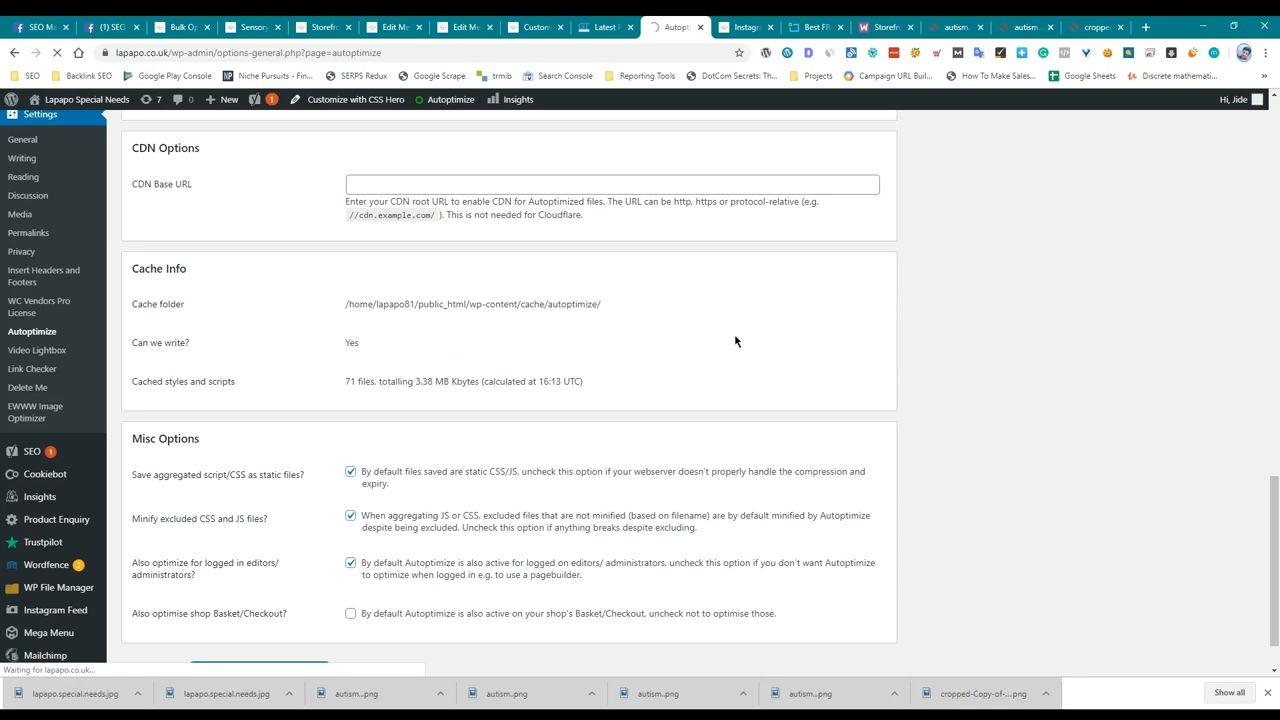 SEO Ma
(1) SEO
Bulk Op
Sensory
Storefr
Edit Me
Edit Me
Custom
Latest P
Autopti
Instagr
Best FR
Storefr
autism.
autism.
croppe
lapapo.co.uk/wp-admin/options-general.php?page=autoptimize
SEO
Backlink SEO
Google Play Console
Niche Pursuits - Fin...
SERPS Redux
Google Scrape
trmib
Search Console
Reporting Tools
DotCom Secrets: Th...
Projects
Campaign URL Buil...
How To Make Sales...
Google Sheets
Discrete mathemati...
Lapapo Special Needs
7
0
New
1
Customize with CSS Hero
Autoptimize
Insights
Hi, Jide
Settings
General
Writing
Reading
Discussion
Media
Permalinks
Privacy
Insert Headers and
Footers
WC Vendors Pro
License
Autoptimize
Video Lightbox
Link Checker
Delete Me
EWWW Image
Optimizer
SEO 1
Cookiebot
Insights
Product Enquiry
Trustpilot
Wordfence 2
WP File Manager
Instagram Feed
Mega Menu
Mailchimp
CDN Options
CDN Base URL
Enter your CDN root URL to enable CDN for Autoptimized files. The URL can be http, https or protocol-relative (e.g.
//cdn.example.com/ ). This is not needed for Cloudflare.
Cache Info
Cache folder
/home/lapapo81/public_html/wp-content/cache/autoptimize/
Can we write?
Yes
Cached styles and scripts
71 files, totalling 3.38 MB Kbytes (calculated at 16:13 UTC)
Misc Options
Save aggregated script/CSS as static files?
By default files saved are static CSS/JS, uncheck this option if your webserver doesn't properly handle the compression and
expiry.
Minify excluded CSS and JS files?
When aggregating JS or CSS, excluded files that are not minified (based on filename) are by default minified by Autoptimize
despite being excluded. Uncheck this option if anything breaks despite excluding.
Also optimize for logged in editors/
administrators?
By default Autoptimize is also active for logged on editors/ administrators, uncheck this option if you don't want Autoptimize
to optimize when logged in e.g. to use a pagebuilder.
Also optimise shop Basket/Checkout?
By default Autoptimize is also active on your shop's Basket/Checkout, uncheck not to optimise those.
Waiting for lapapo.co.uk...
lapapo.special.needs.jpg
lapapo.special.needs.jpg
autism...png
autism...png
autism...png
autism...png
cropped-Copy-of-....png
Show all